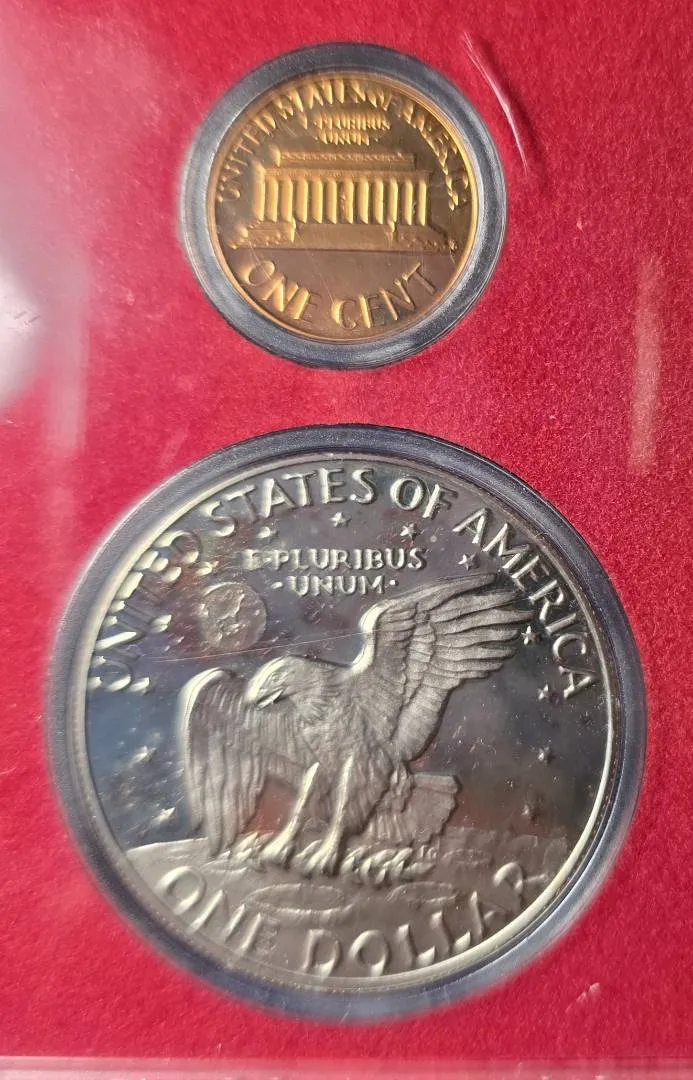 UNITED STATES OF AMERICA
E·PLURIBUS
·UNUM·
ONE CENT
UNITED STATES OF AMERICA
E·PLURIBUS
·UNUM·
ONE DOLLAR